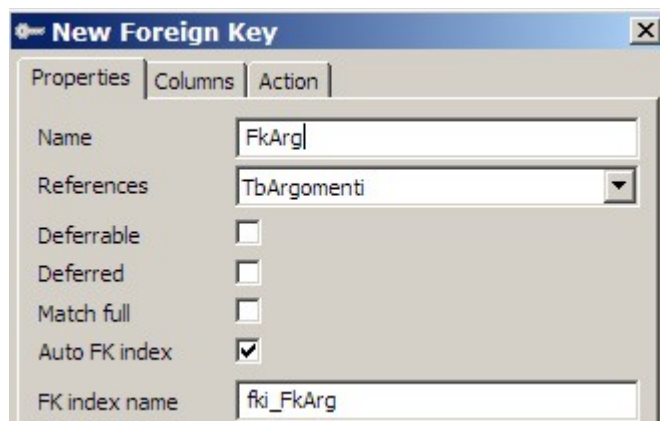 New Foreign Key
Properties Columns Action
Name FkArg
References TbArgomenti
Deferrable
Deferred
Match full
Auto FK index
FK index name fki_FkArg